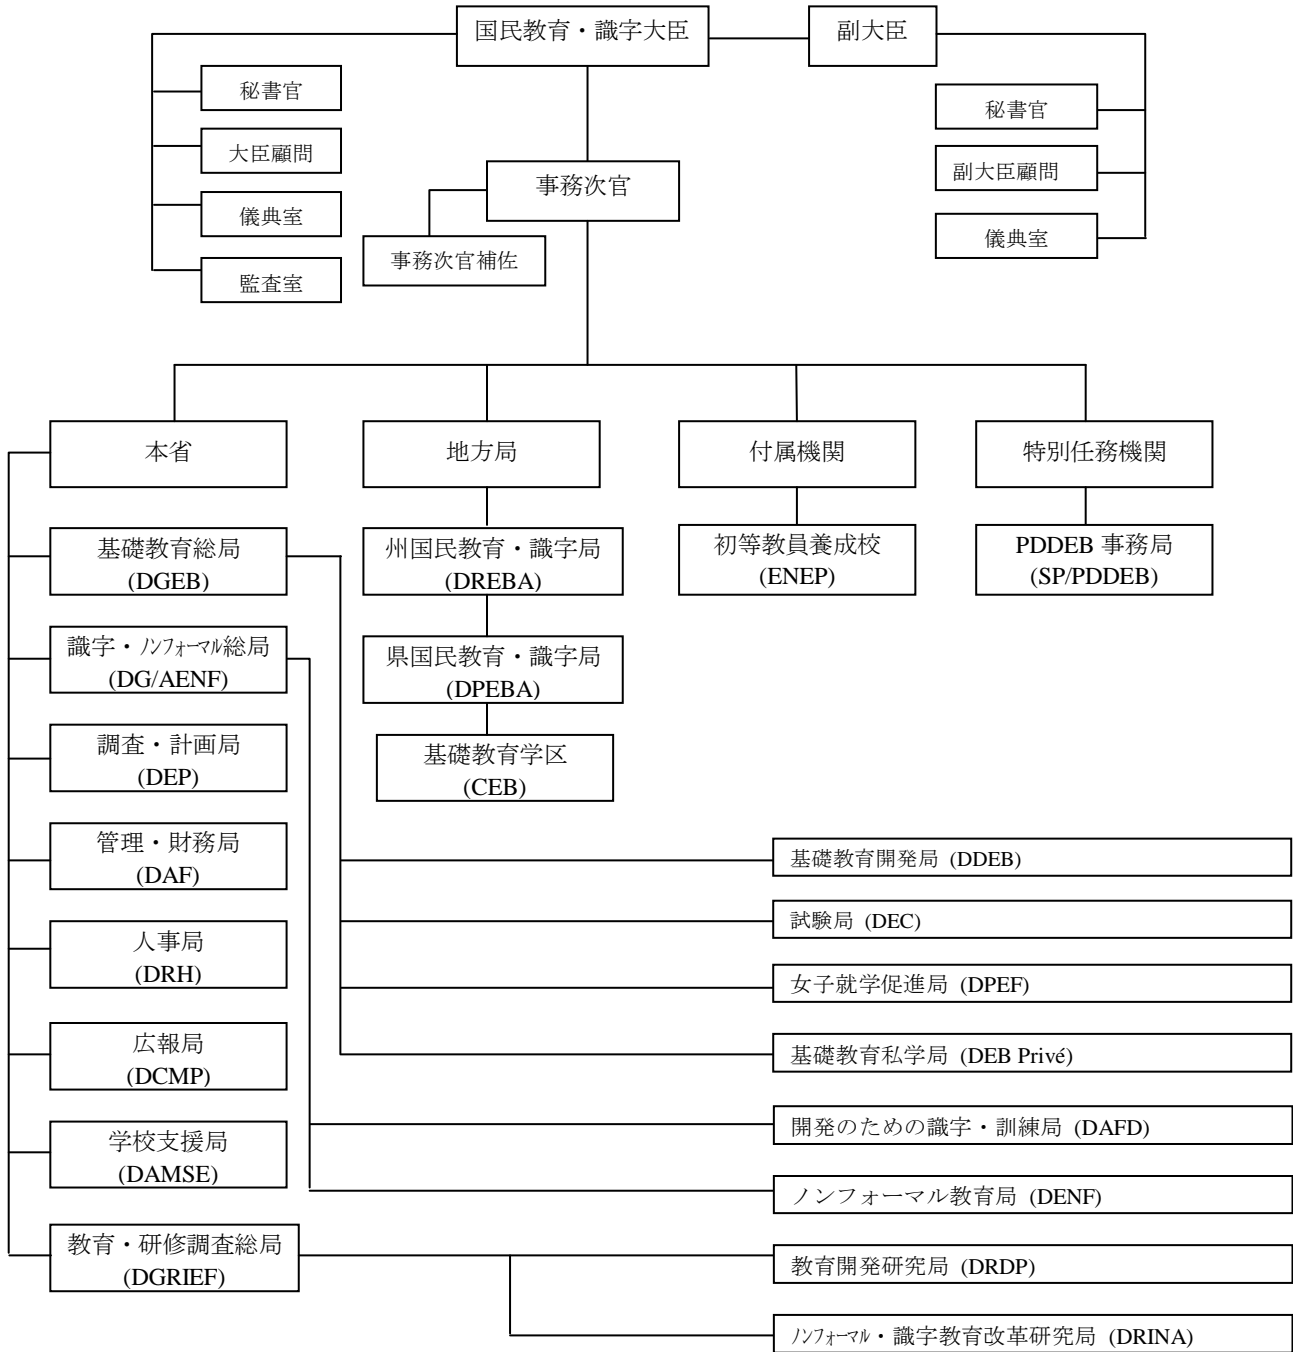 国民教育・識字大臣
副大臣
秘書官
大臣顧問
儀典室
監査室
秘書官
副大臣顧問
儀典室
事務次官
事務次官補佐
本省
地方局
付属機関
特別任務機関
基礎教育総局
(DGEB)
州国民教育・識字局
(DREBA)
初等教員養成校
(ENEP)
PDDEB 事務局
(SP/PDDEB)
識字・ﾉﾝﾌｫｰﾏﾙ総局
(DG/AENF)
県国民教育・識字局
(DPEBA)
調査・計画局
(DEP)
基礎教育学区
(CEB)
管理・財務局
(DAF)
基礎教育開発局 (DDEB)
人事局
(DRH)
試験局 (DEC)
女子就学促進局 (DPEF)
広報局
(DCMP)
基礎教育私学局 (DEB Privé)
学校支援局
(DAMSE)
開発のための識字・訓練局 (DAFD)
ノンフォーマル教育局 (DENF)
教育・研修調査総局
(DGRIEF)
教育開発研究局 (DRDP)
ﾉﾝﾌｫｰﾏﾙ・識字教育改革研究局 (DRINA)